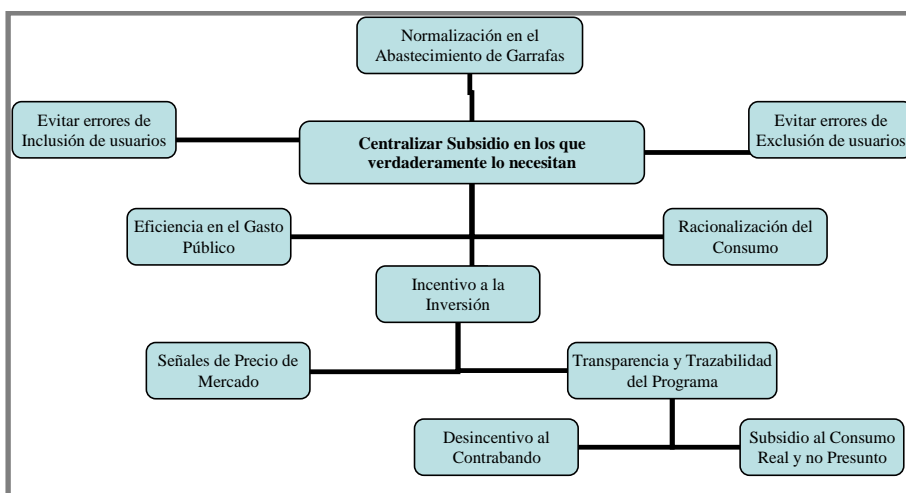 Normalización en el
Abastecimiento de Garrafas
Evitar errores de
Inclusión de usuarios
Centralizar Subsidio en los que
verdaderamente lo necesitan
Evitar errores de
Exclusión de usuarios
Eficiencia en el Gasto
Público
Racionalización del
Consumo
Incentivo a la
Inversión
Señales de Precio de
Mercado
Transparencia y Trazabilidad
del Programa
Desincentivo al
Contrabando
Subsidio al Consumo
Real y no Presunto